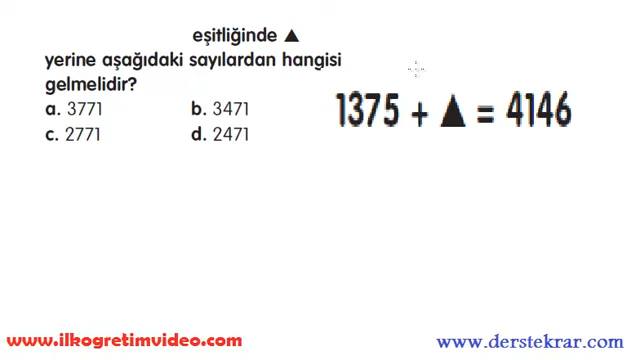 eşitliğinde ▲
yerine aşağıdaki sayılardan hangisi
gelmelidir?
a. 3771 b. 3471
c. 2771 d. 2471
1375 + ▲ = 4146
www.ilkogretimvideo.com
www.derstekrar.com